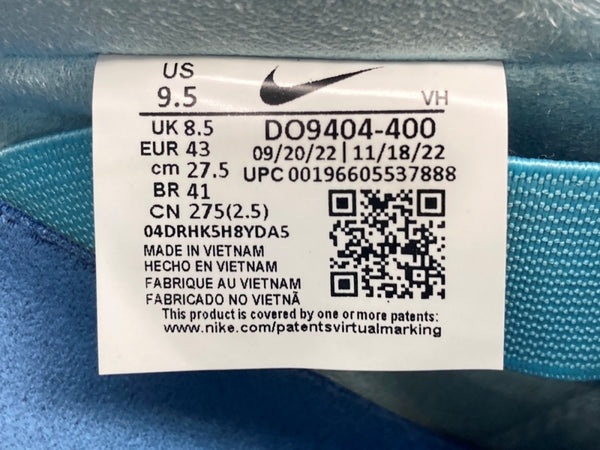 US
9.5
VH
UK 8.5
DO9404-400
EUR 43
09/20/22 | 11/18/22
cm 27.5
UPC 00196605537888
BR 41
CN 275(2.5)
04DRHK5H8YDA5
MADE IN VIETNAM
HECHO EN VIETNAM
FABRIQUE AU VIETNAM
FABRICADO NO VIETNÃ
This product is covered by one or more patents:
www.nike.com/patentsvirtualmarking